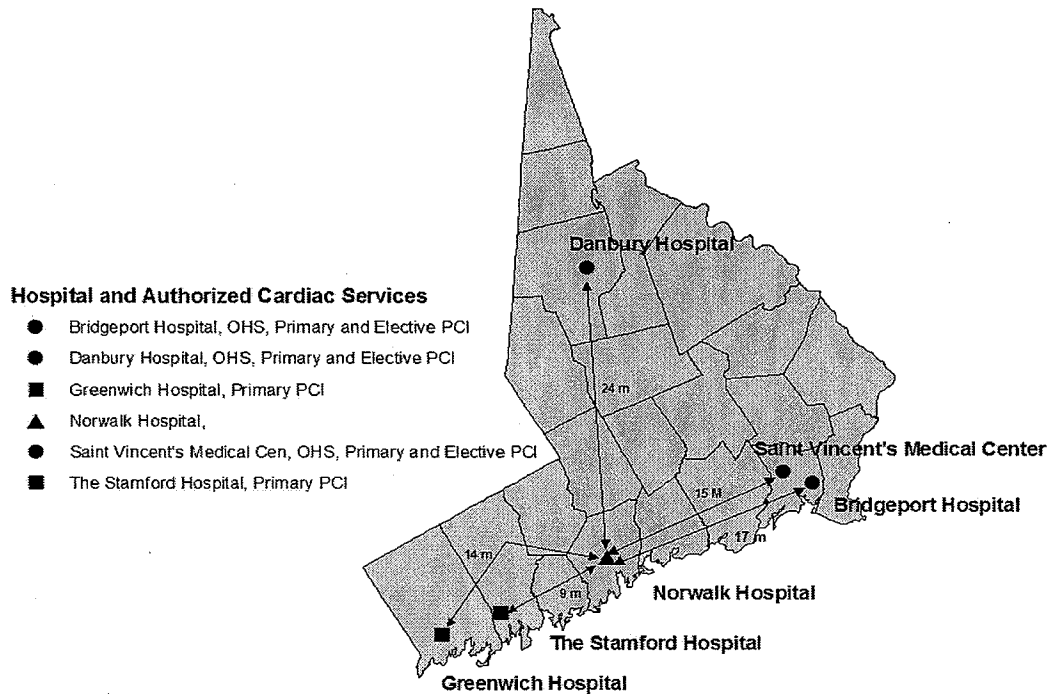 Danbury Hospital
Hospital and Authorized Cardiac Services
Bridgeport Hospital, OHS, Primary and Elective PCI
Danbury Hospital, OHS, Primary and Elective PCI
Greenwich Hospital, Primary PCI
Norwalk Hospital,
Saint Vincent's Medical Cen, OHS, Primary and Elective PCI
The Stamford Hospital, Primary PCI
24 m
Saint Vincent's Medical Center
15 M
Bridgeport Hospital
17 m
14 m
9 m
Norwalk Hospital
The Stamford Hospital
Greenwich Hospital